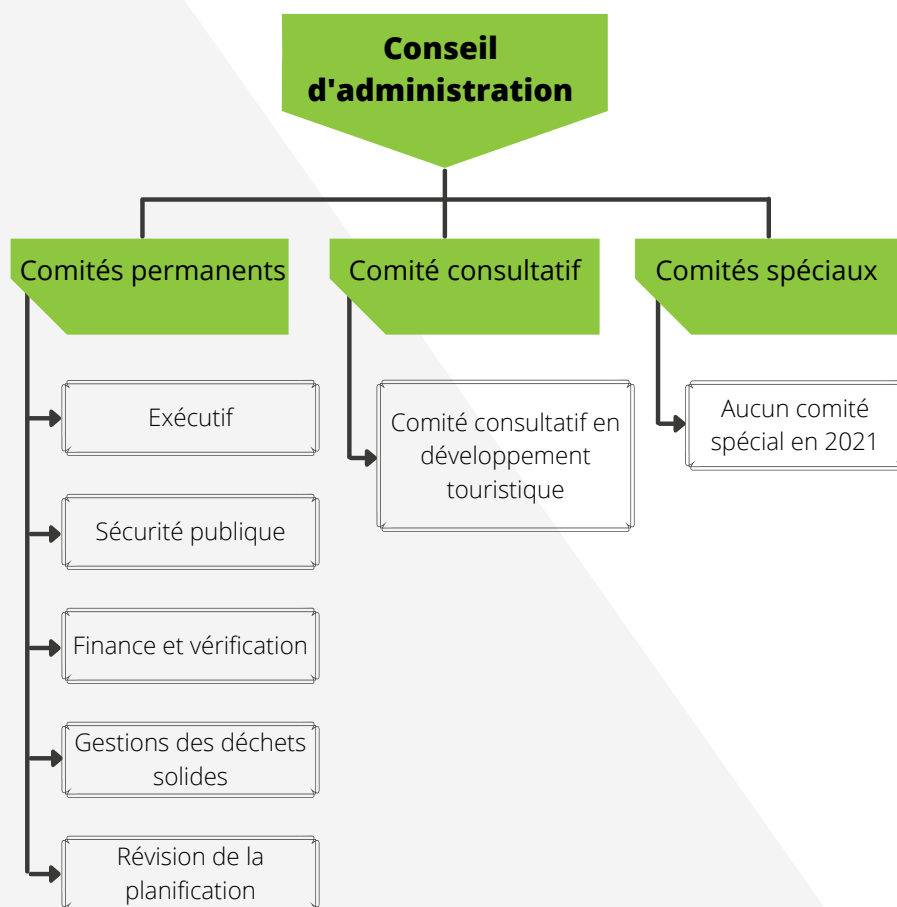 Conseil
d'administration
Comités permanents
Exécutif
Sécurité publique
Finance et vérification
Gestions des déchets
solides
Révision de la
planification
Comité consultatif
Comité consultatif en
développement
touristique
Comités spéciaux
Aucun comité
spécial en 2021